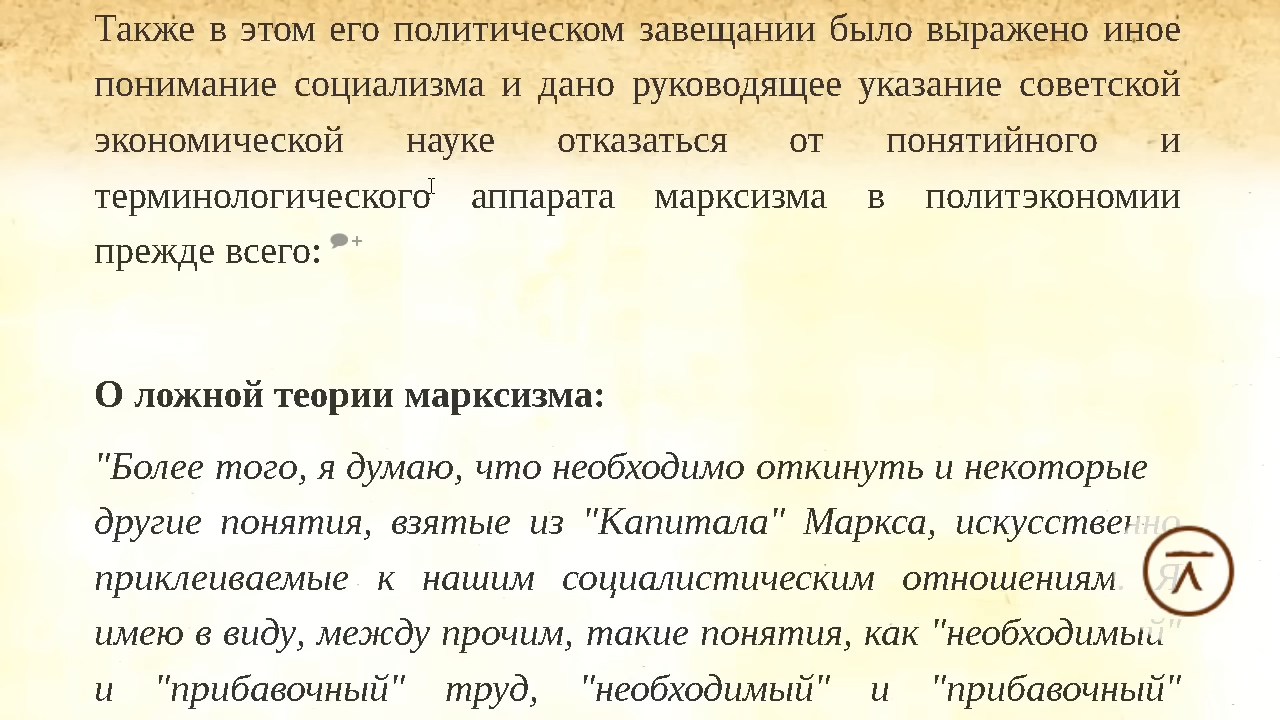 Также в этом его политическом завещании было выражено иное
понимание социализма и дано руководящее указание советской
экономической науке отказаться от понятийного и
терминологического аппарата марксизма в политэкономии
прежде всего:
О ложной теории марксизма:
"Более того, я думаю, что необходимо откинуть и некоторые
другие понятия, взятые из "Капитала" Маркса, искусственно
приклеиваемые к нашим социалистическим отношениям. Я
имею в виду, между прочим, такие понятия, как "необходимый"
и "прибавочный" труд, "необходимый" и "прибавочный"